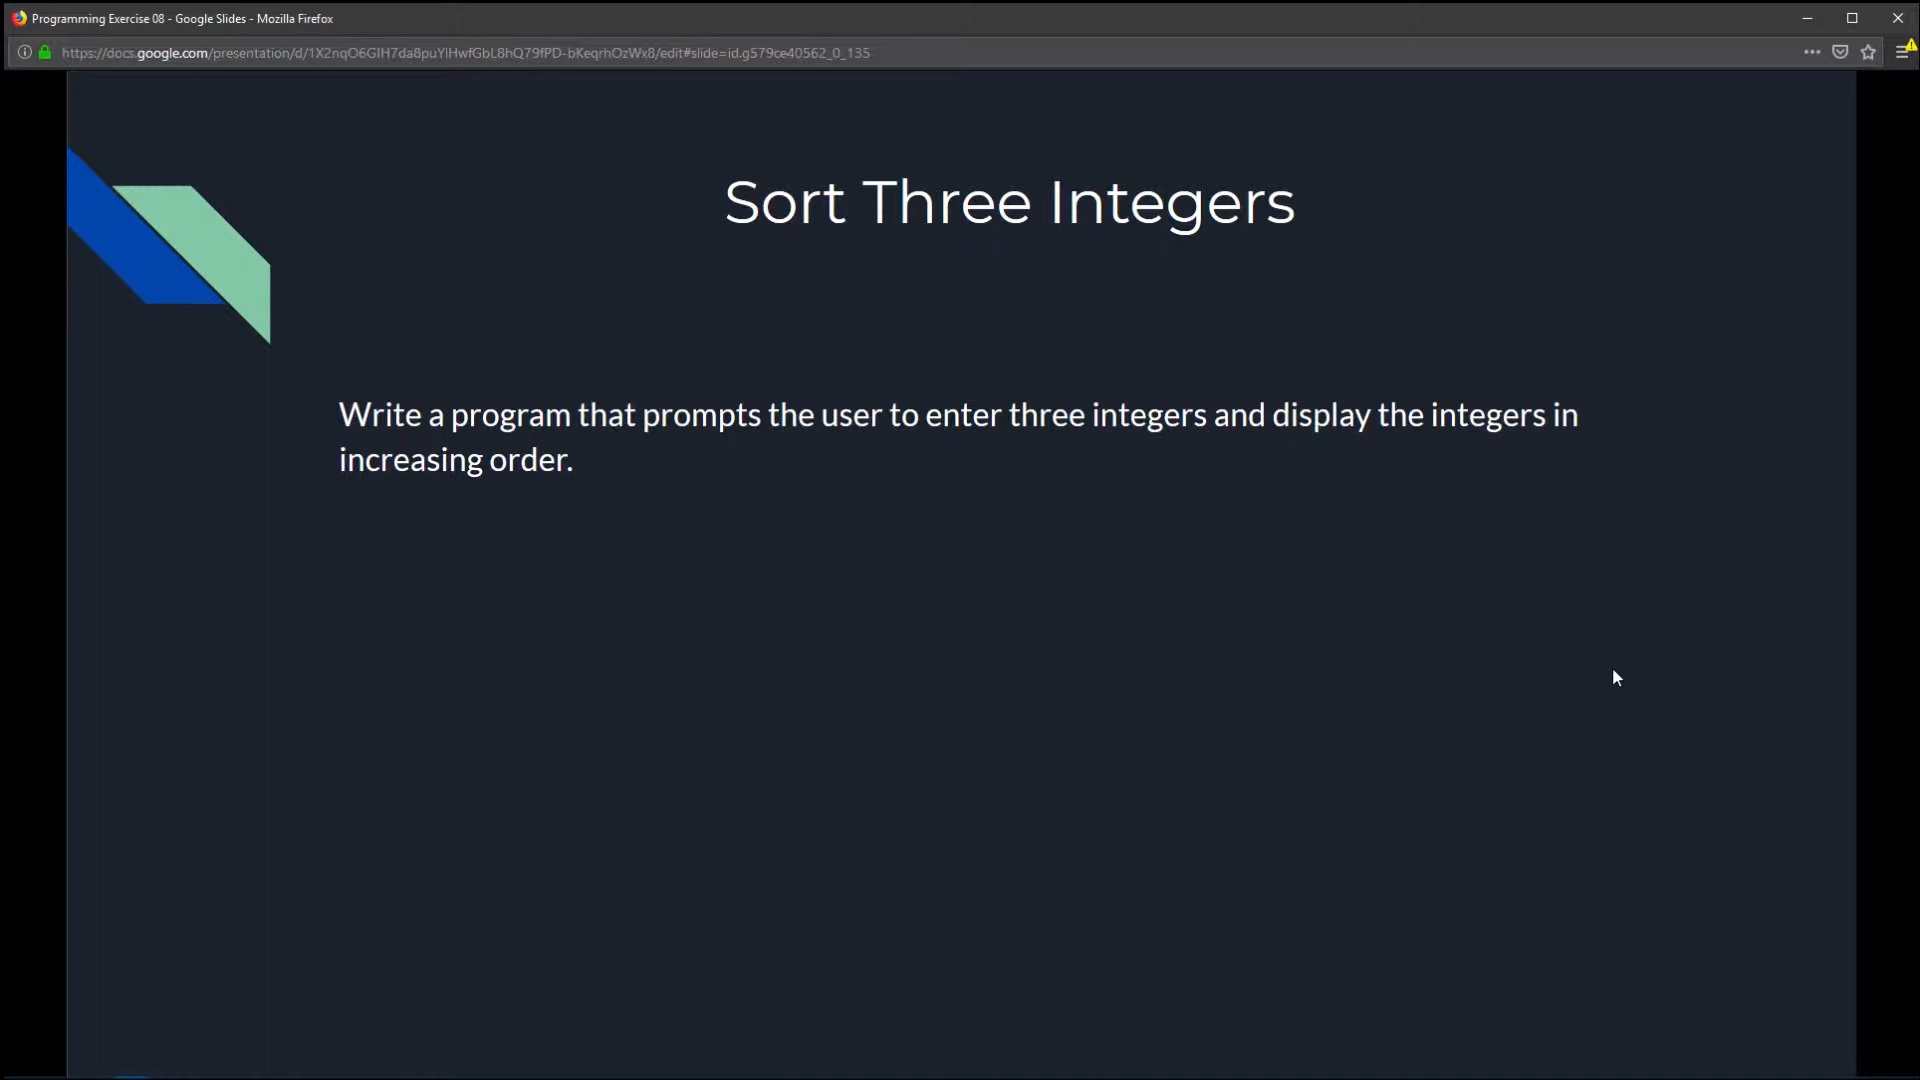 Programming Exercise 08 - Google Slides - Mozilla Firefox
https://docs.google.com/presentation/d/1X2nqO6GIH7da8puYlHwfGbL8hQ79fPD-bKeqrhOzWx8/edit#slide=id.g579ce40562_0_135
Sort Three Integers
Write a program that prompts the user to enter three integers and display the integers in
increasing order.